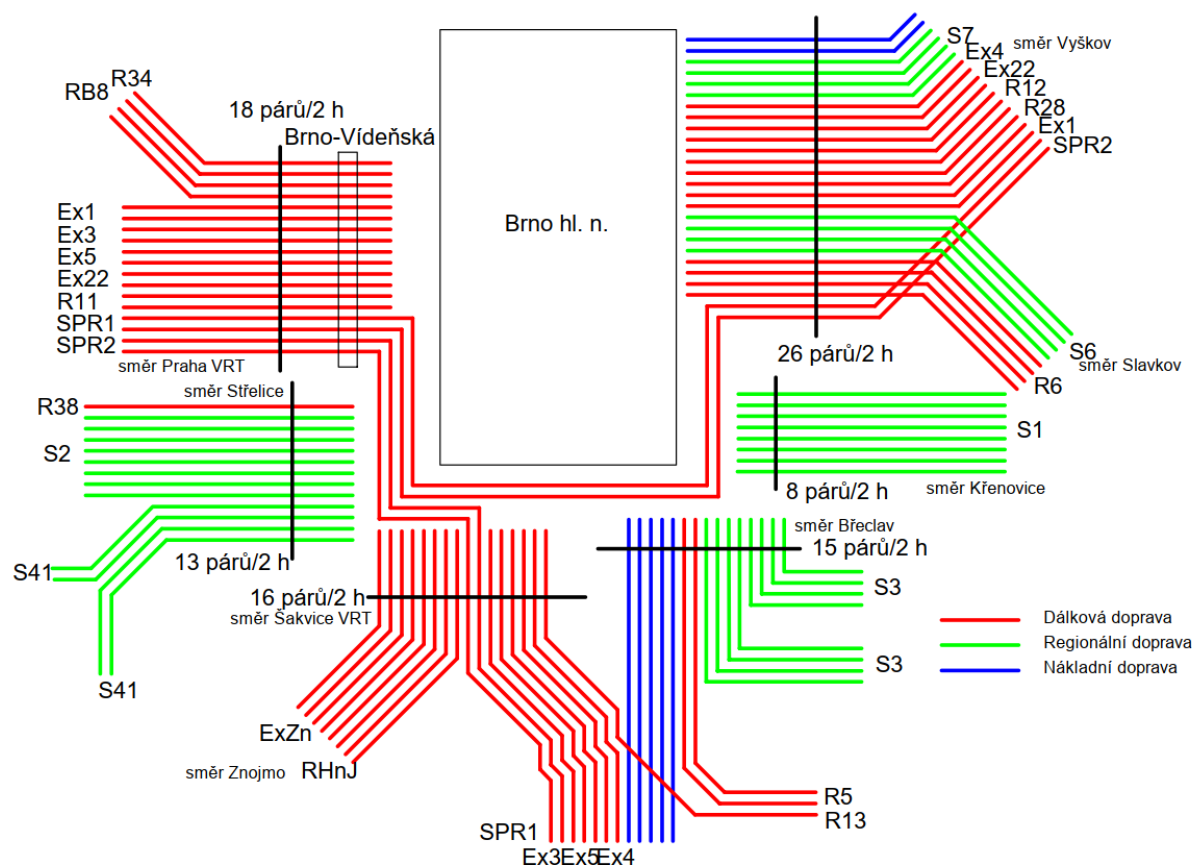 R34
RB8
18 párů/2 h
Brno-Vídeňská
Ex1
Ex3
Ex5
Ex22
R11
SPR1
SPR2
směr Praha VRT
směr Střelice
R38
S2
13 párů/2 h
S41
S41
Brno hl. n.
S7
směr Vyškov
Ex4
Ex22
R12
R28
Ex1
SPR2
26 párů/2 h
S6
směr Slavkov
R6
S1
8 párů/2 h
směr Křenovice
směr Břeclav
15 párů/2 h
S3
S3
16 párů/2 h
směr Šakvice VRT
ExZn
směr Znojmo
RHnJ
SPR1
Ex3
Ex5
Ex4
R5
R13
Dálková doprava
Regionální doprava
Nákladní doprava